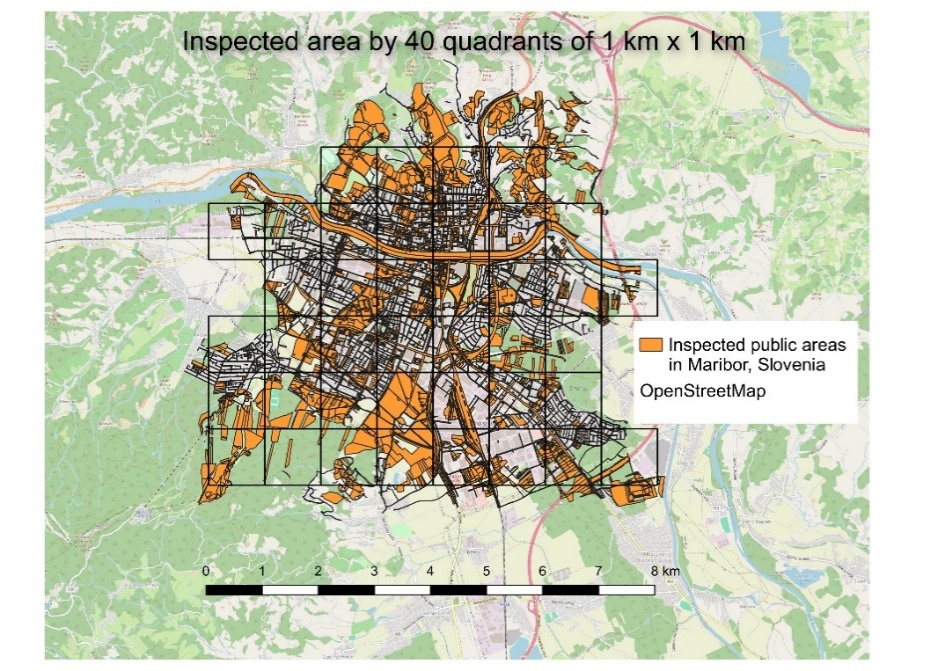 Inspected area by 40 quadrants of 1 km x 1 km
Inspected public areas
in Maribor, Slovenia
OpenStreetMap
0 1 2 3 4 5 6 7 8 km